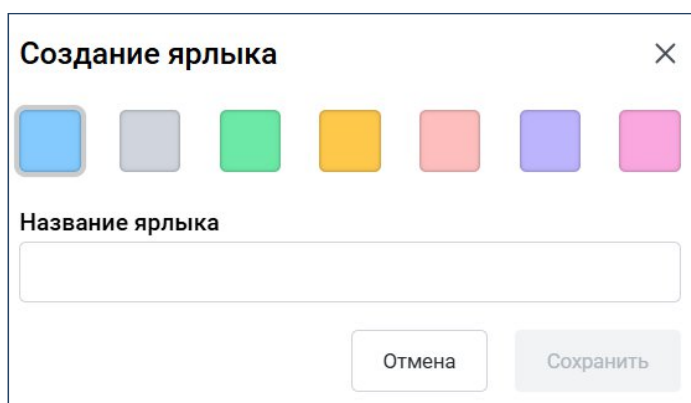 Создание ярлыка
Название ярлыка
Отмена
Сохранить